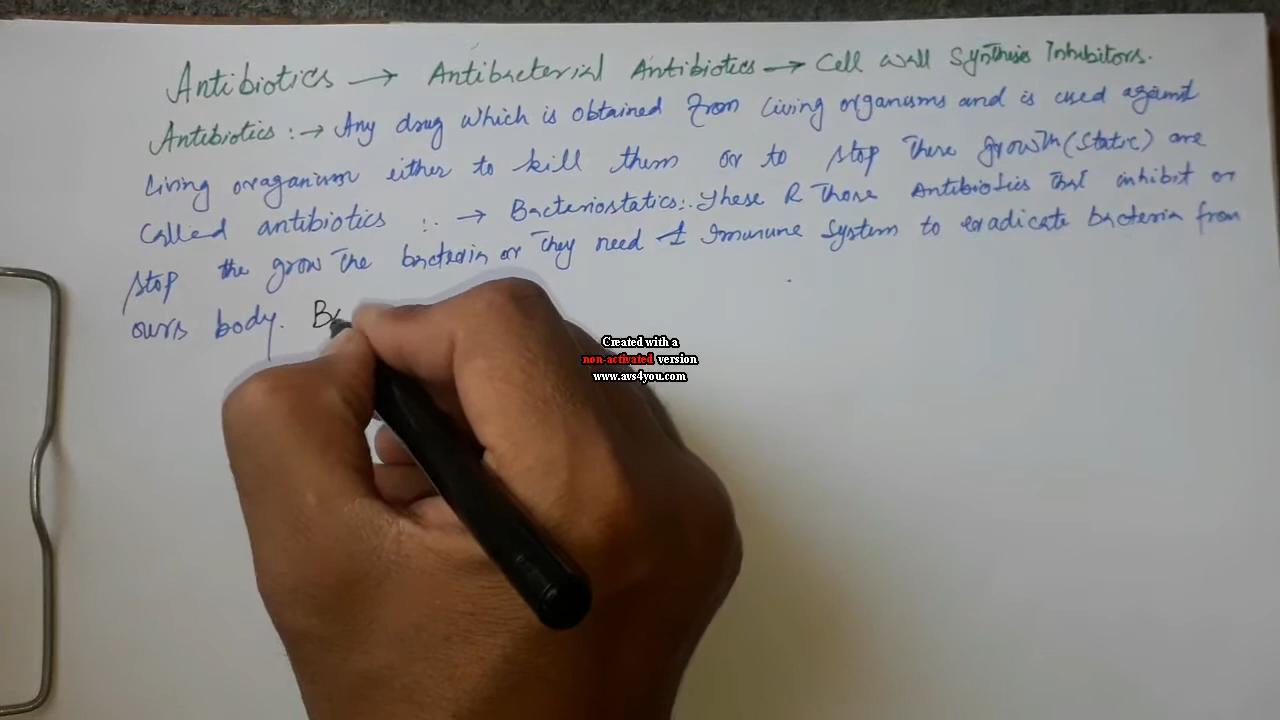 Antibiotics → Antibacterial Antibiotics → Cell wall Synthesis Inhibitors.
Antibiotics :→ Any drug which is obtained from living organisms and is used against
living oraganism either to kill them or to stop there growth (static) are
called antibiotics :. → Bacteriostatics:. These R Those Antibiotics that inhibit or
stop the grow the bacteria or They need I immune system to eradicate bacteria from
ours body. Ba
Created with a
non-activated version
www.avs4you.com